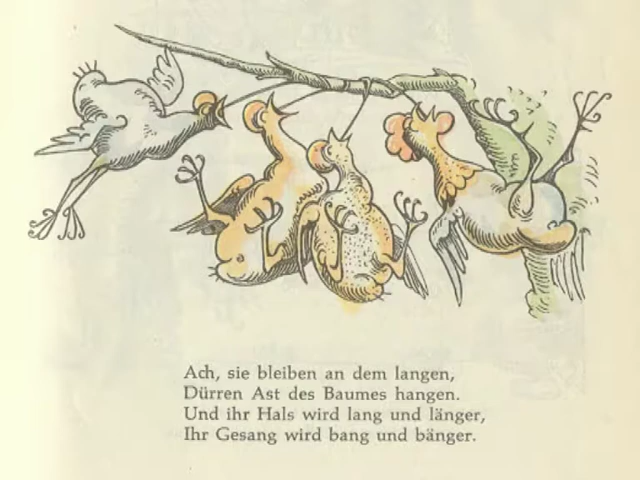 Ach, sie bleiben an dem langen,
Dürren Ast des Baumes hangen.
Und ihr Hals wird lang und länger,
Ihr Gesang wird bang und bänger.